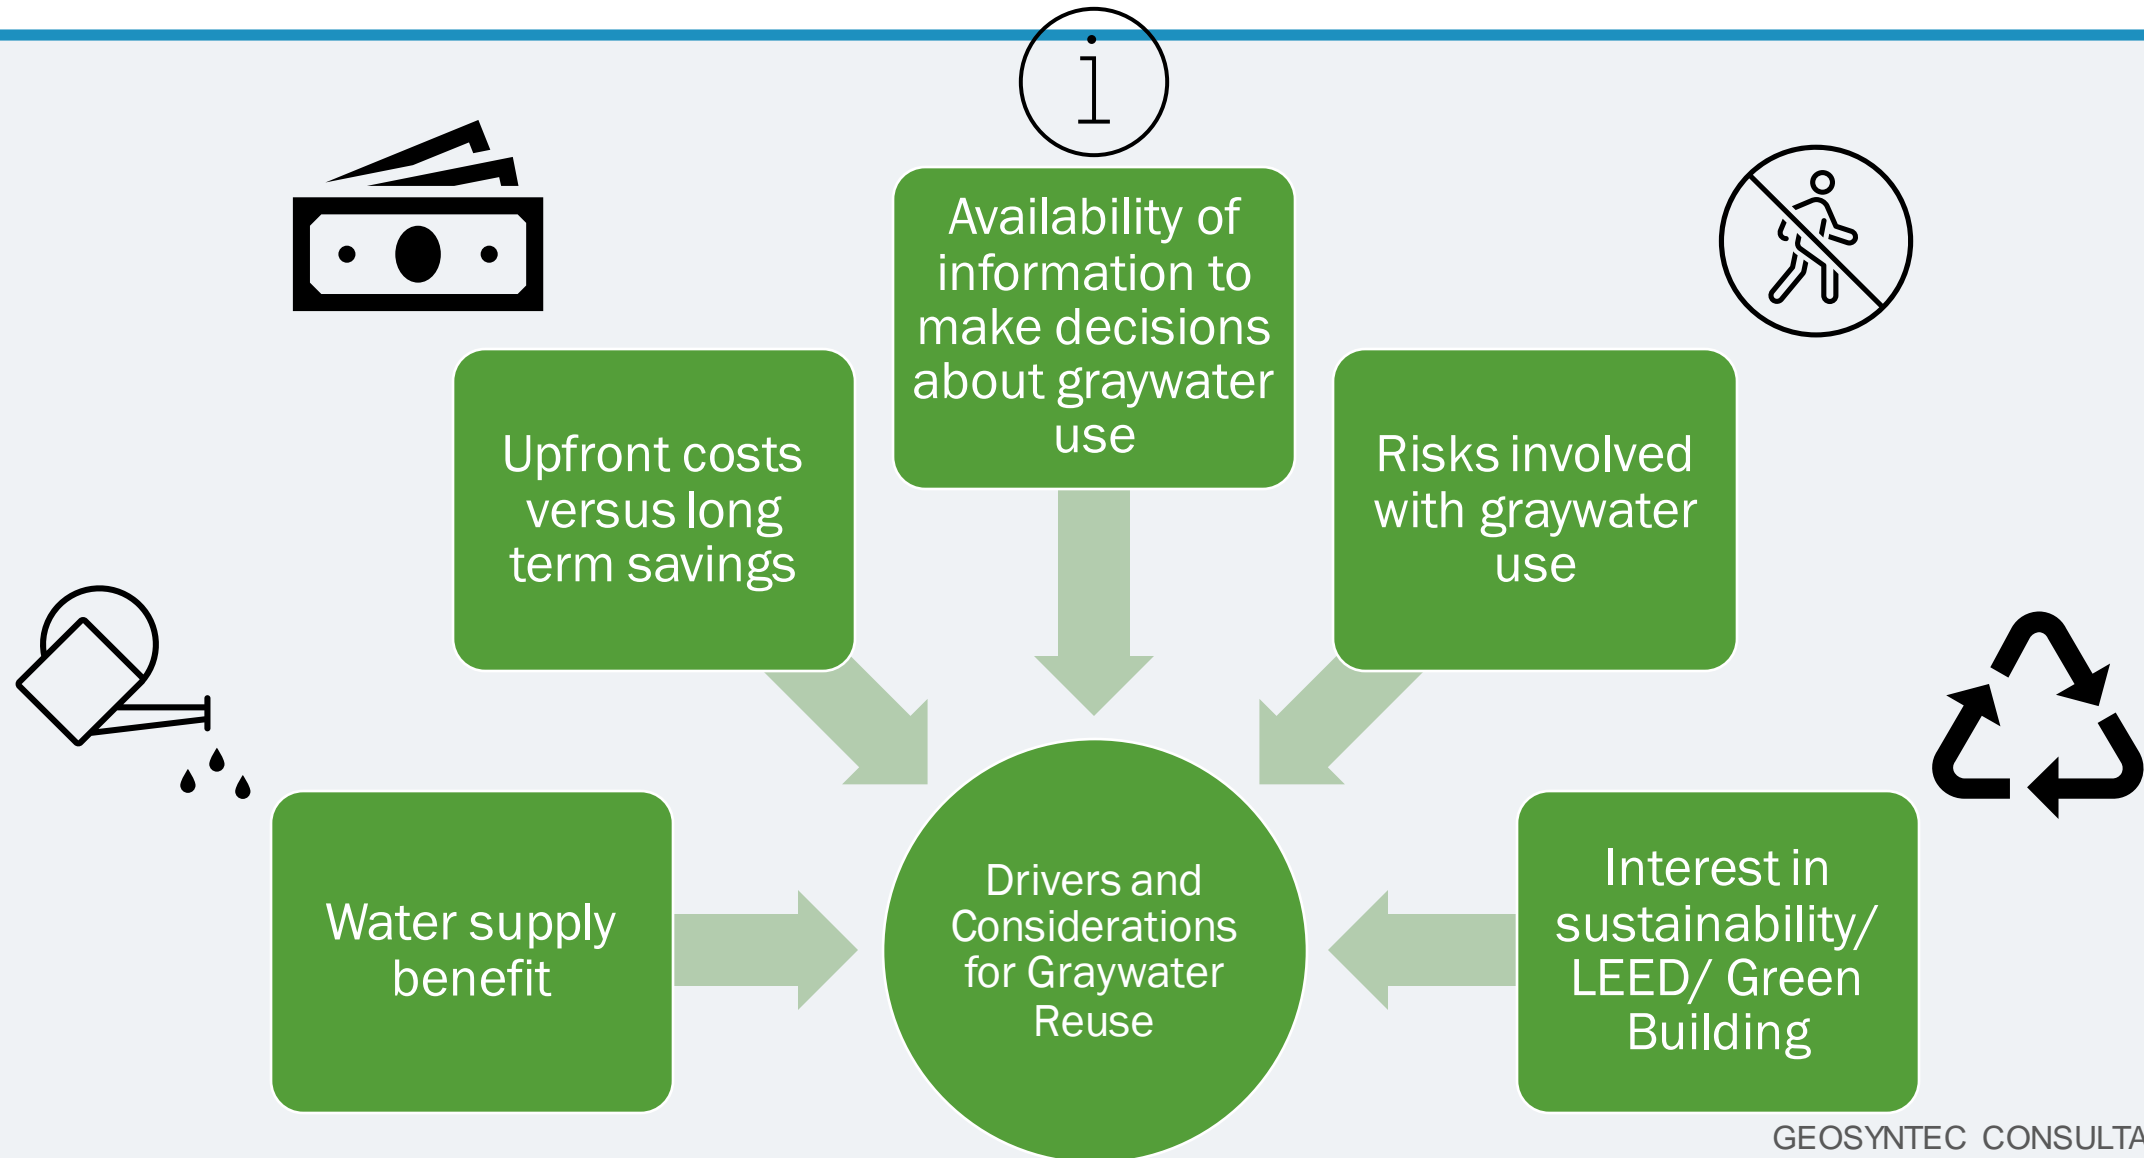 i
Availability of
information to
make decisions
about graywater
use
Upfront costs
versus long
term savings
Risks involved
with graywater
use
Water supply
benefit
Drivers and
Considerations
for Graywater
Reuse
Interest in
sustainability/
LEED/ Green
Building
GEOSYNTEC CONSULTA